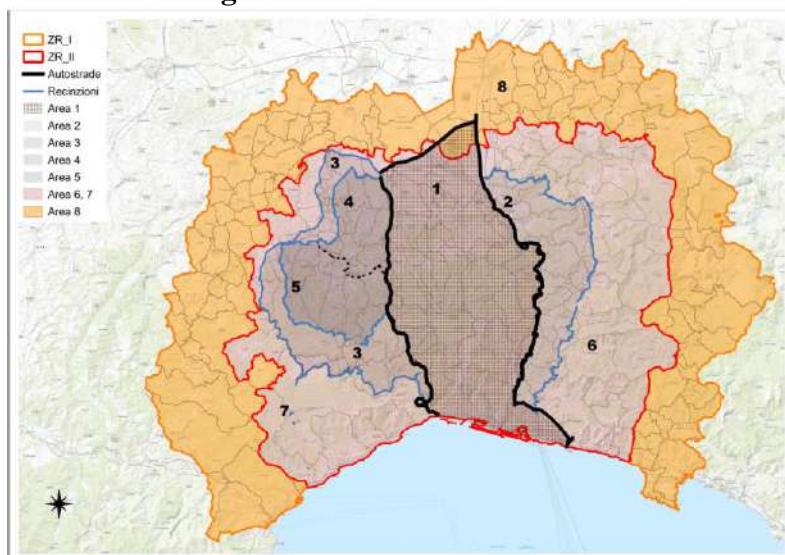 ZR_I
ZR_II
Autostrade
Recinzioni
Area 1
Area 2
Area 3
Area 4
Area 5
Area 6, 7
Area 8
8
3
1
4
2
5
3
6
7